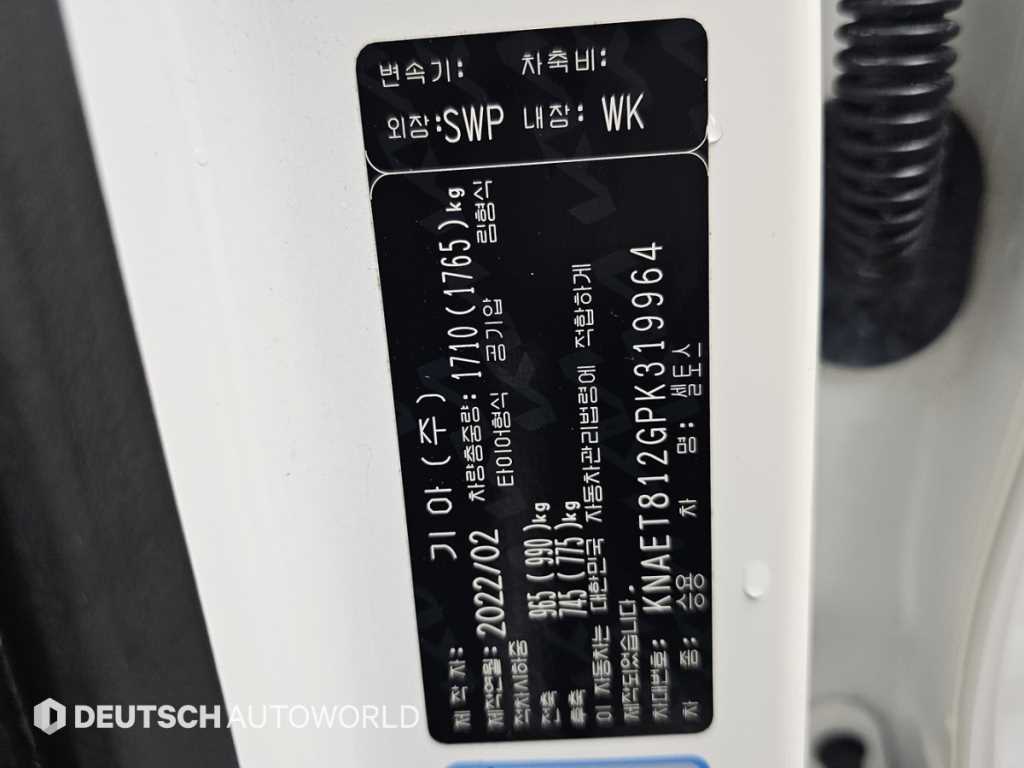 변속기: 차축비:
외장:SWP 내장: WK
제 작 자: 기아(주)
제작연월:2022/02 차량총중량:1710(1765)kg
적차시하중 타이어형식 공기압 림형식
전축 965(990)kg
후축 745(775)kg
이 자동차는 대한민국 자동차관리법령에 적합하게
제작되었습니다.
차대번호: KNAET812GPK319964
차 종: 승용 차 명: 셀토스
DEUTSCH AUTOWORLD